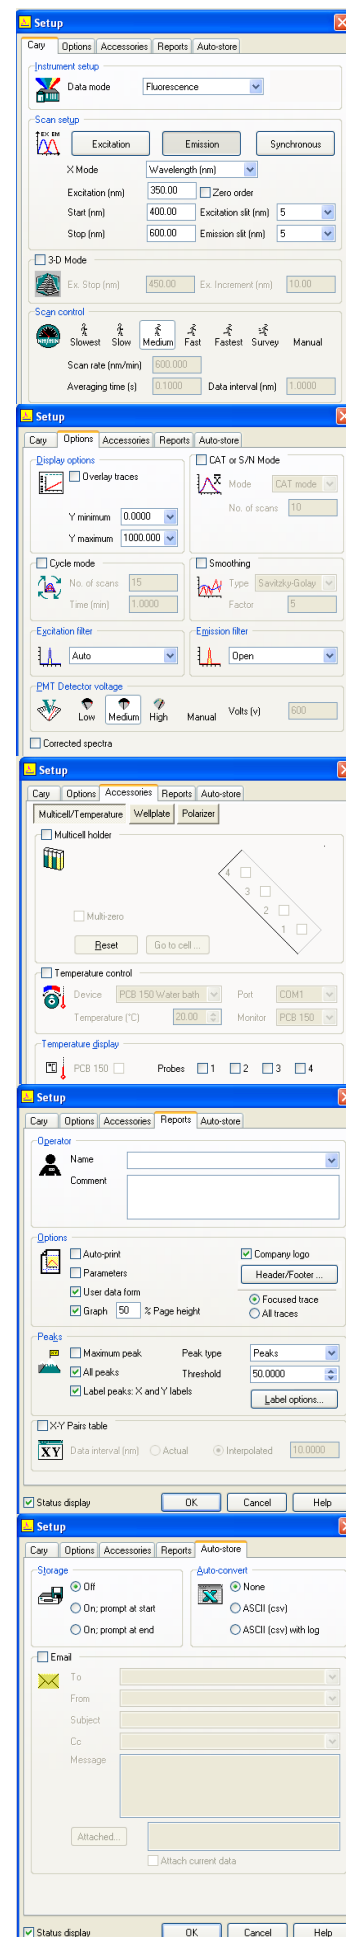 Setup
Cary Options Accessories Reports Auto-store
Instrument setup
Data mode Fluorescence
Scan setup
EX EM
Excitation Emission Synchronous
X Mode Wavelength (nm)
Excitation (nm) 350.00 Zero order
Start (nm) 400.00 Excitation slit (nm) 5
Stop (nm) 600.00 Emission slit (nm) 5
3-D Mode
Ex. Stop (nm) 450.00 Ex. Increment (nm) 10.00
Scan control
NM/MIN Slowest Slow Medium Fast Fastest Survey Manual
Scan rate (nm/min) 600.000
Averaging time (s) 0.1000 Data interval (nm) 1.0000
Setup
Cary Options Accessories Reports Auto-store
Display options CAT or S/N Mode
Overlay traces Mode CAT mode
No. of scans 10
Y minimum 0.0000
Y maximum 1000.000
Cycle mode Smoothing
No. of scans 15 Type Savitzky-Golay
Time (min) 1.0000 Factor 5
Excitation filter Emission filter
Auto Open
PMT Detector voltage
Low Medium High Manual Volts (v) 600
Corrected spectra
Setup
Cary Options Accessories Reports Auto-store
Multicell/Temperature Wellplate Polarizer
Multicell holder
4
3
2
Multi-zero
1
Reset Go to cell ...
Temperature control
Device PCB 150 Water bath Port COM1
Temperature (°C) 20.00 Monitor PCB 150
Temperature display
PCB 150 Probes 1 2 3 4
Setup
Cary Options Accessories Reports Auto-store
Operator
Name
Comment
Options
Auto-print Company logo
Parameters Header/Footer ...
User data form
Focused trace
Graph 50 % Page height
All traces
Peaks
Maximum peak Peak type Peaks
All peaks Threshold 50.0000
Label peaks: X and Y labels
Label options...
X-Y Pairs table
XY Data interval (nm) Actual Interpolated 10.0000
Status display OK Cancel Help
Setup
Cary Options Accessories Reports Auto-store
Storage Auto-convert
Off None
On; prompt at start ASCII (csv)
On; prompt at end ASCII (csv) with log
Email
To
From
Subject
Cc
Message
Attached...
Attach current data
Status display OK Cancel Help